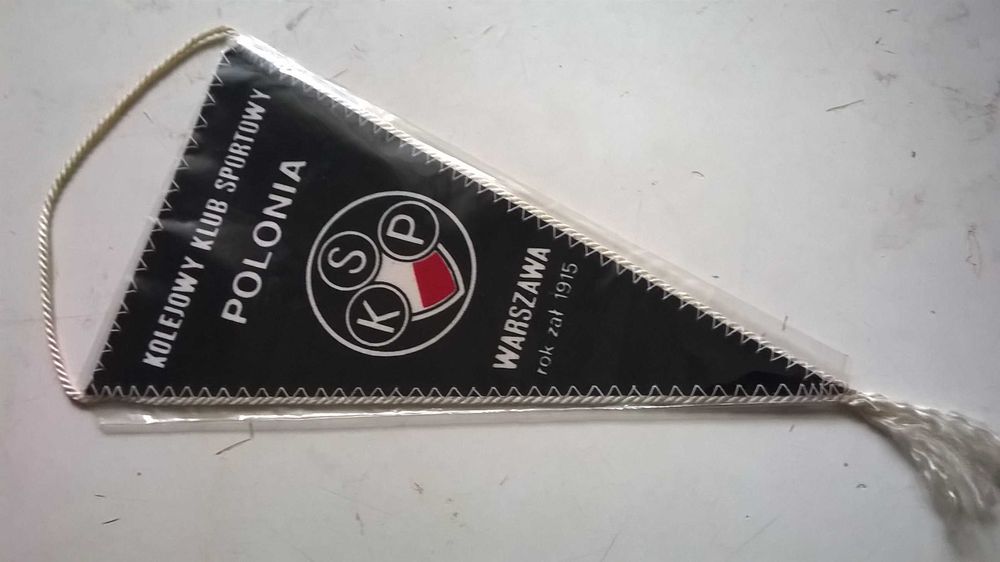 KOLEJOWY KLUB SPORTOWY
POLONIA
K S P
WARSZAWA
rok zał 1915